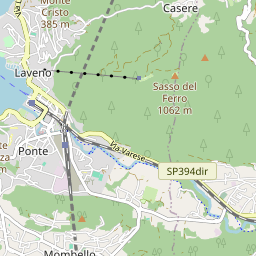 Monte
Cristo
385 m
Casere
Laveno
Sasso del
Ferro
1062 m
Via Varese
Ponte
SP394dir
Mombello